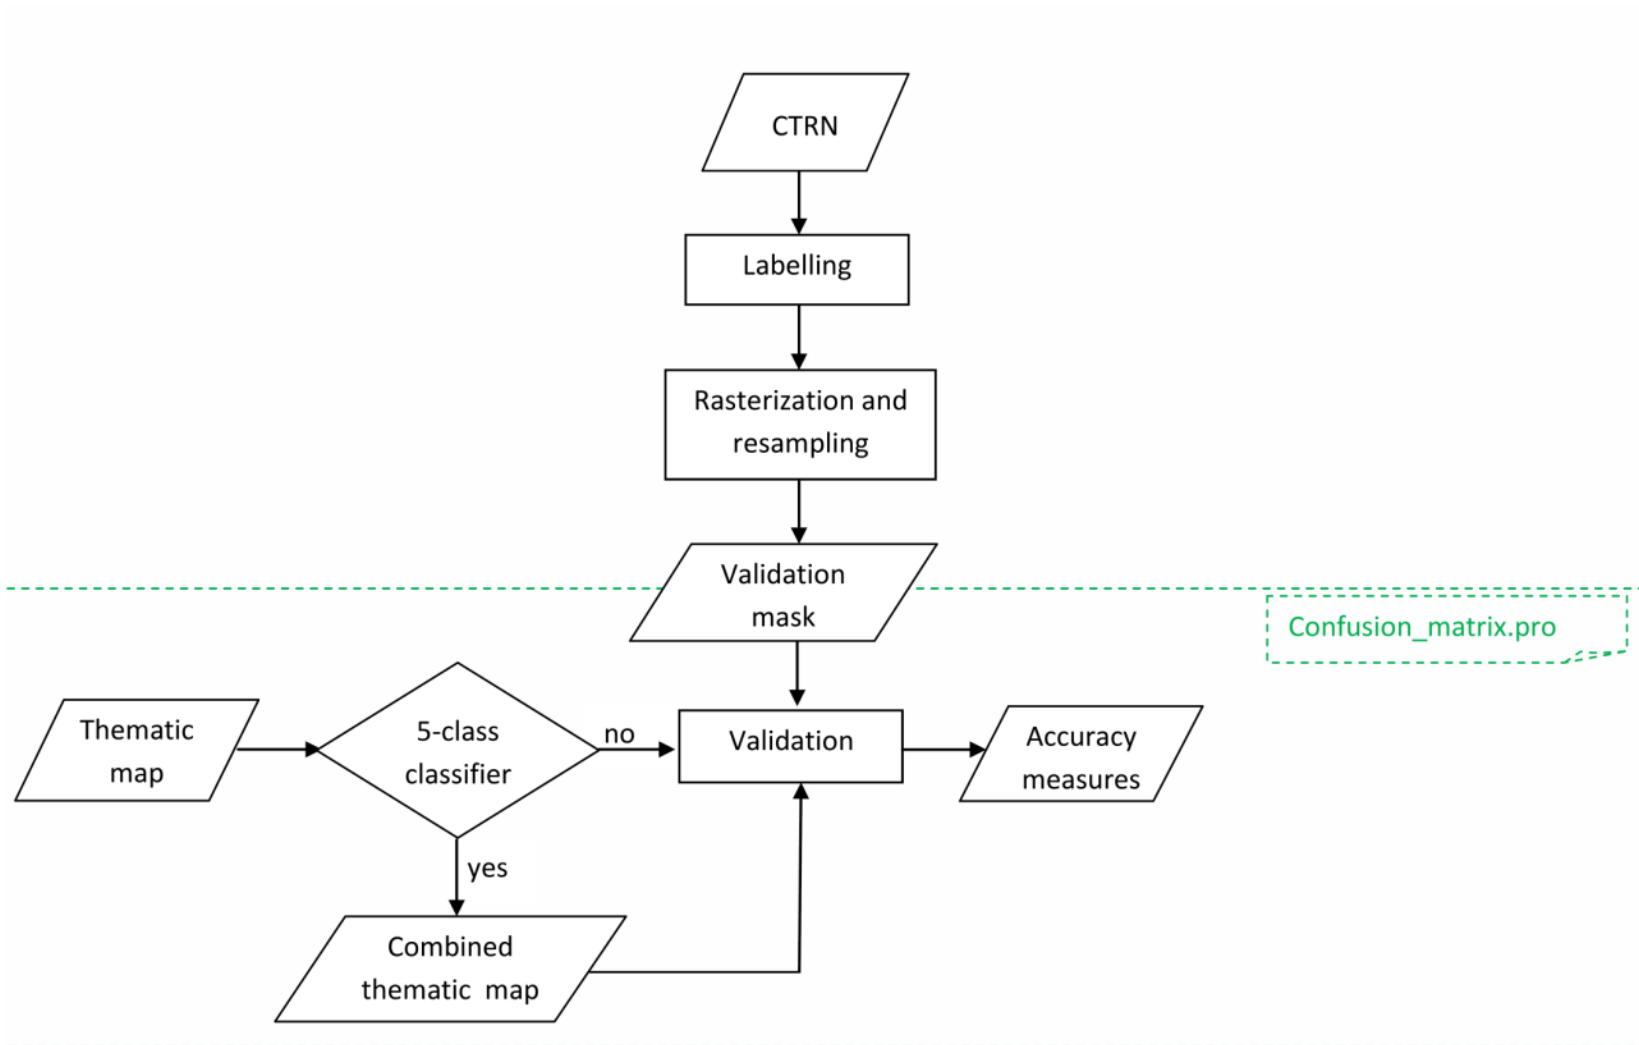 CTRN
Labelling
Rasterization and
resampling
Validation
mask
Confusion_matrix.pro
Thematic
map
5-class
classifier
no
Validation
Accuracy
measures
yes
Combined
thematic map